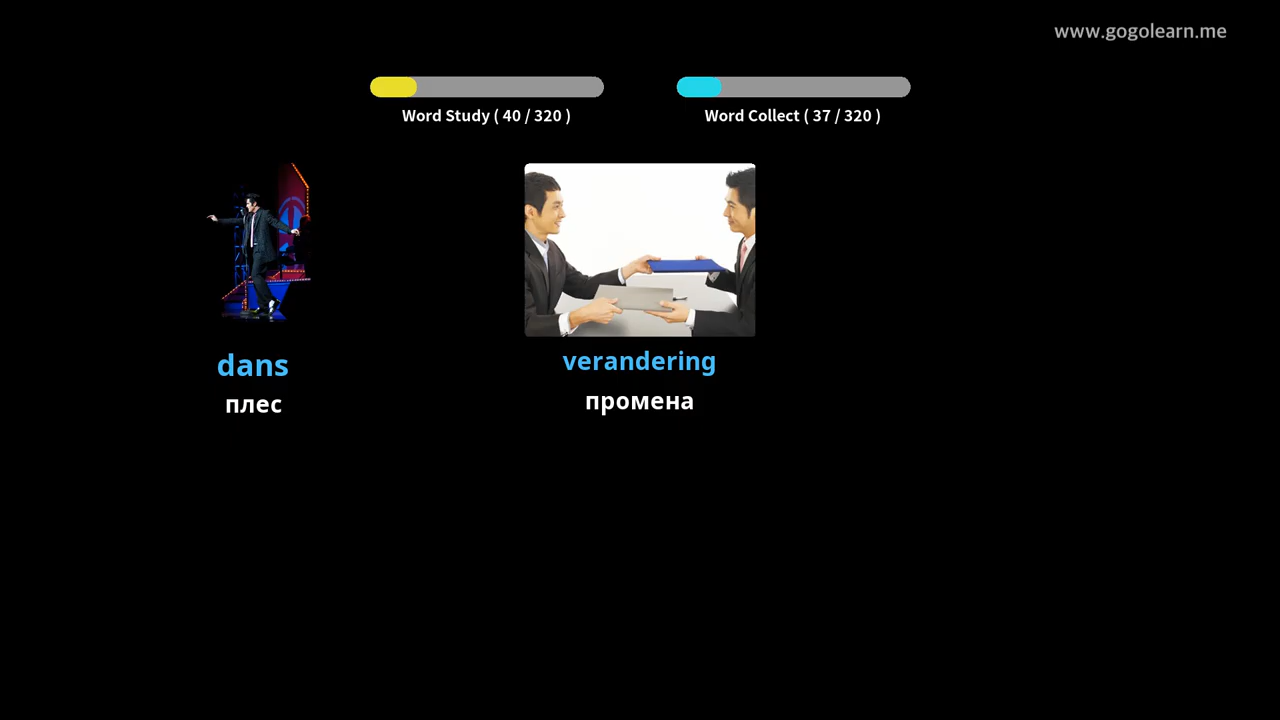 www.gogolearn.me
Word Study ( 40 / 320 )
Word Collect ( 37 / 320 )
dans
плес
verandering
промена